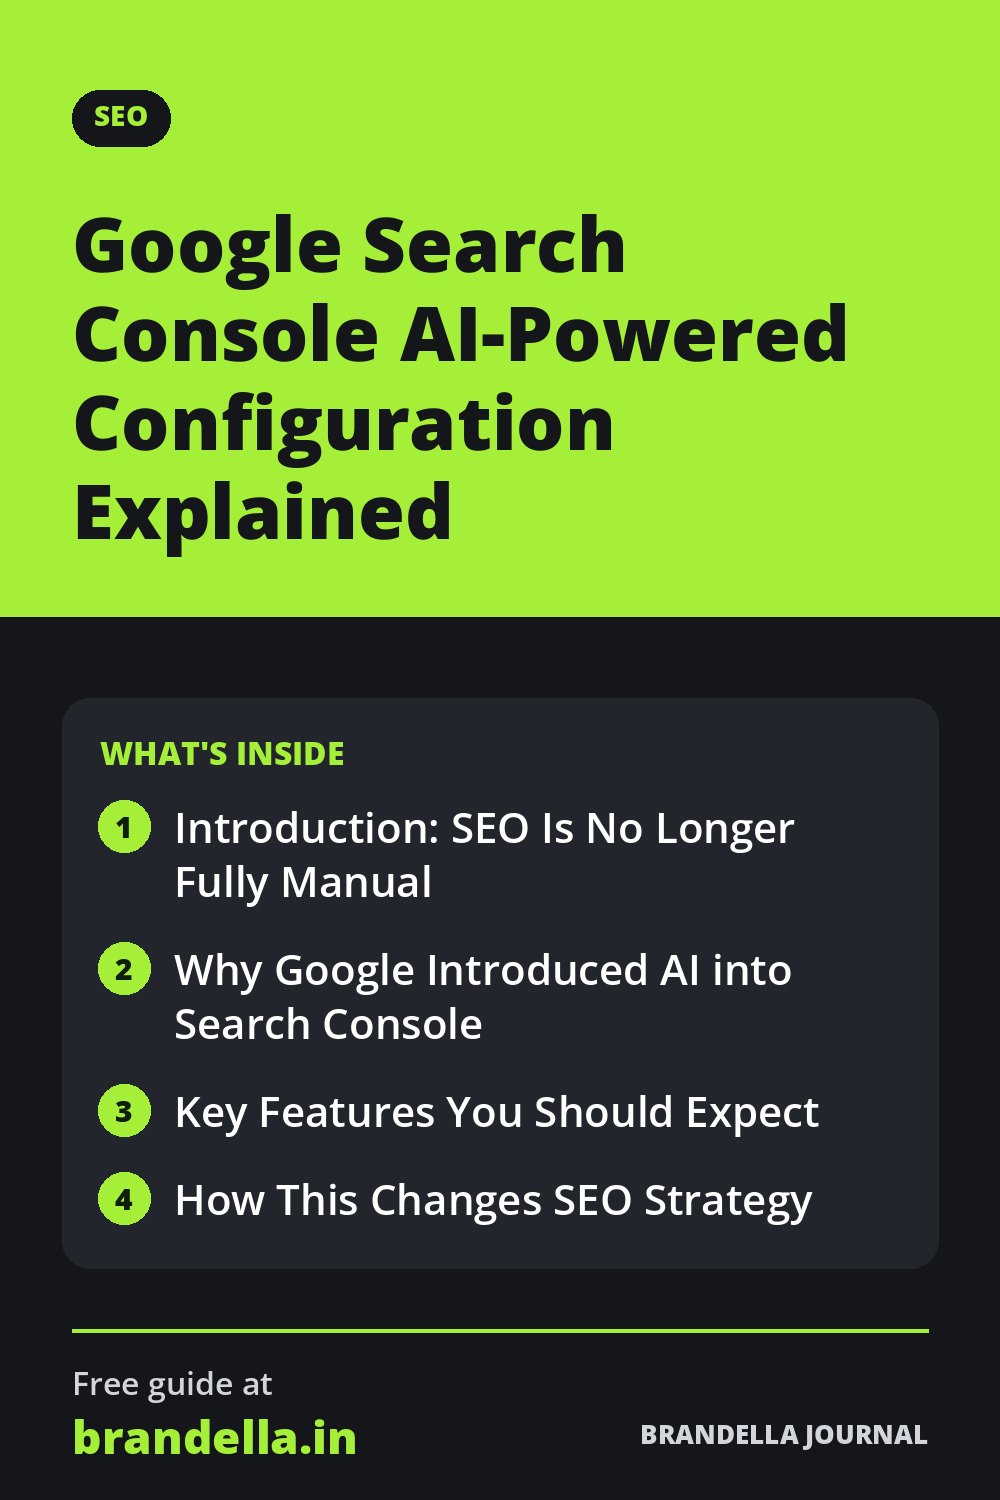 SEO
Google Search
Console AI-Powered
Configuration
Explained
WHAT'S INSIDE
1 Introduction: SEO Is No Longer
Fully Manual
2 Why Google Introduced AI into
Search Console
3 Key Features You Should Expect
4 How This Changes SEO Strategy
Free guide at
brandella.in
BRANDELLA JOURNAL